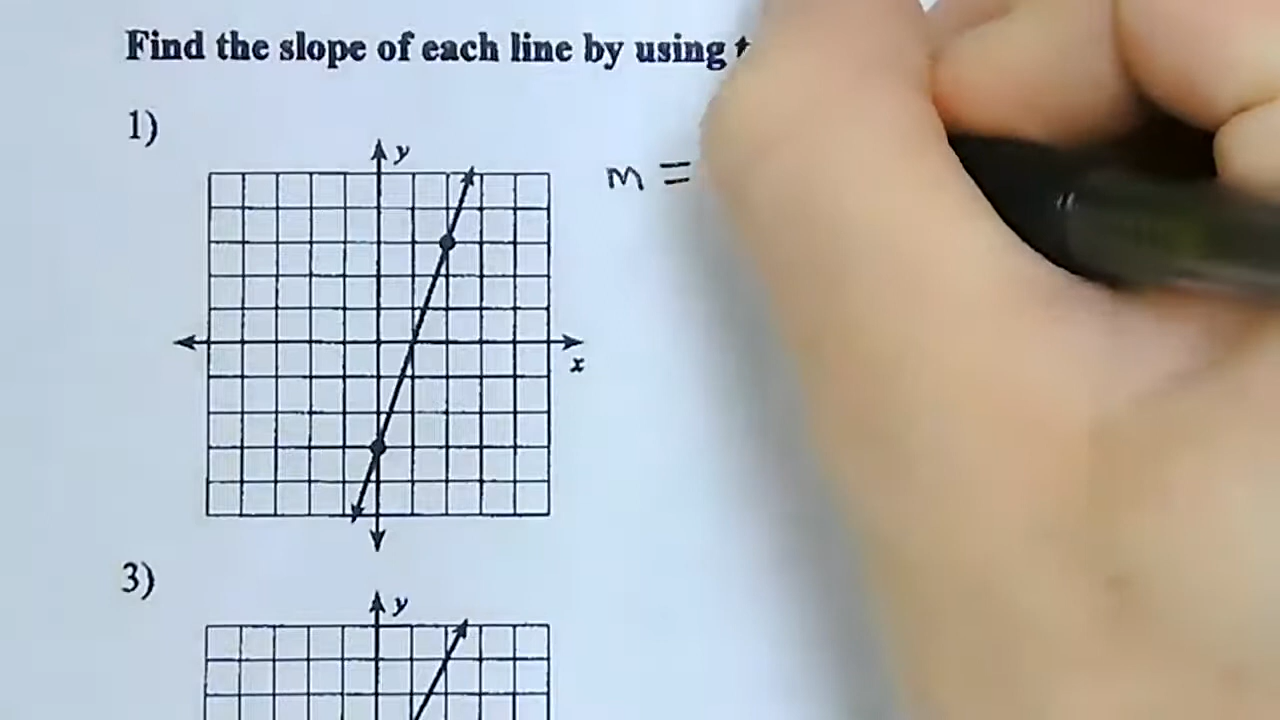 Find the slope of each line by using
1)
y
m =
x
3)
y